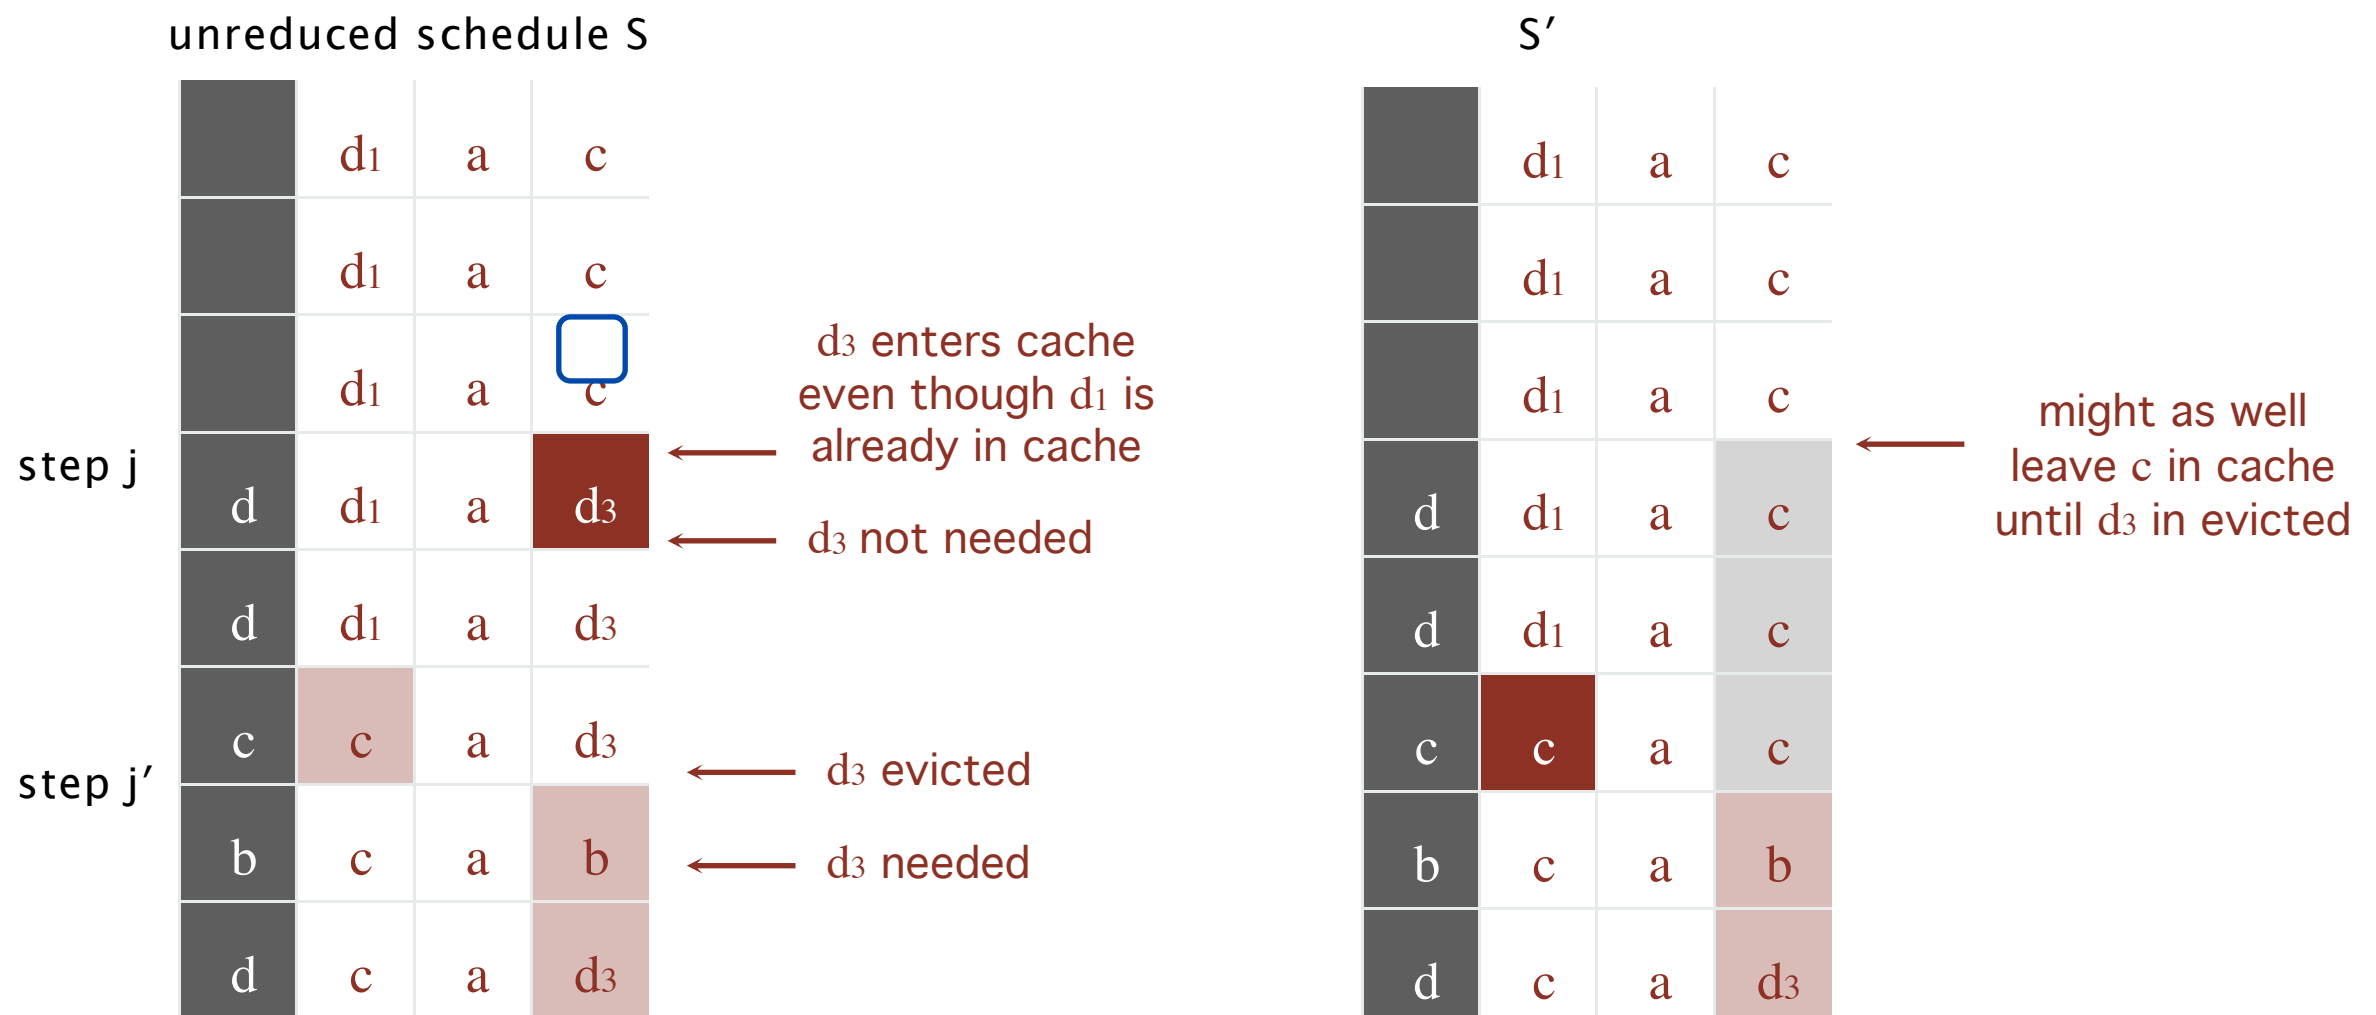 unreduced schedule S
S′
d1 a c
d1 a c
d1 a c
d1 a c
d1 a c
d3 enters cache
even though d1 is
already in cache
d1 a c
d1 a c
might as well
leave c in cache
until d3 in evicted
step j
d d1 a d3
d3 not needed
d d1 a c
d d1 a d3
d d1 a c
c c a d3
d3 evicted
c c a c
step j′
b c a b
d3 needed
b c a b
d c a d3
d c a d3